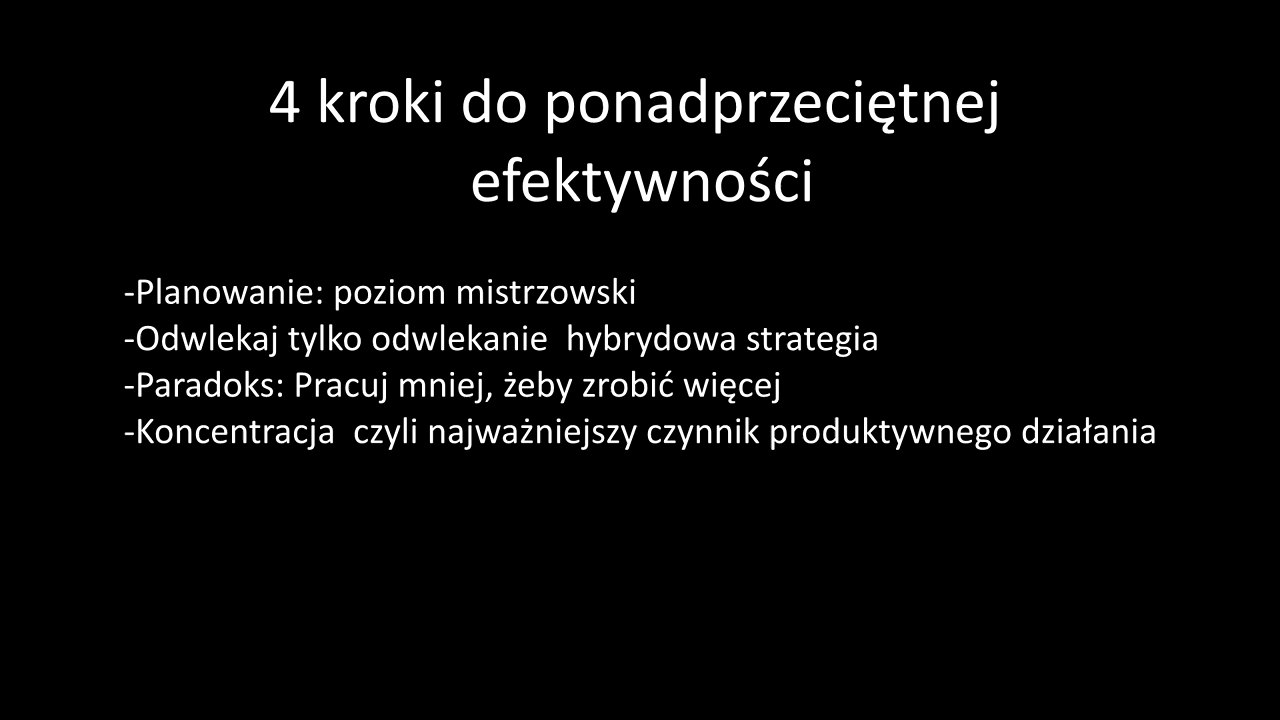 4 kroki do ponadprzeciętnej
efektywności
-Planowanie: poziom mistrzowski
-Odwlekaj tylko odwlekanie  hybrydowa strategia
-Paradoks: Pracuj mniej, żeby zrobić więcej
-Koncentracja  czyli najważniejszy czynnik produktywnego działania